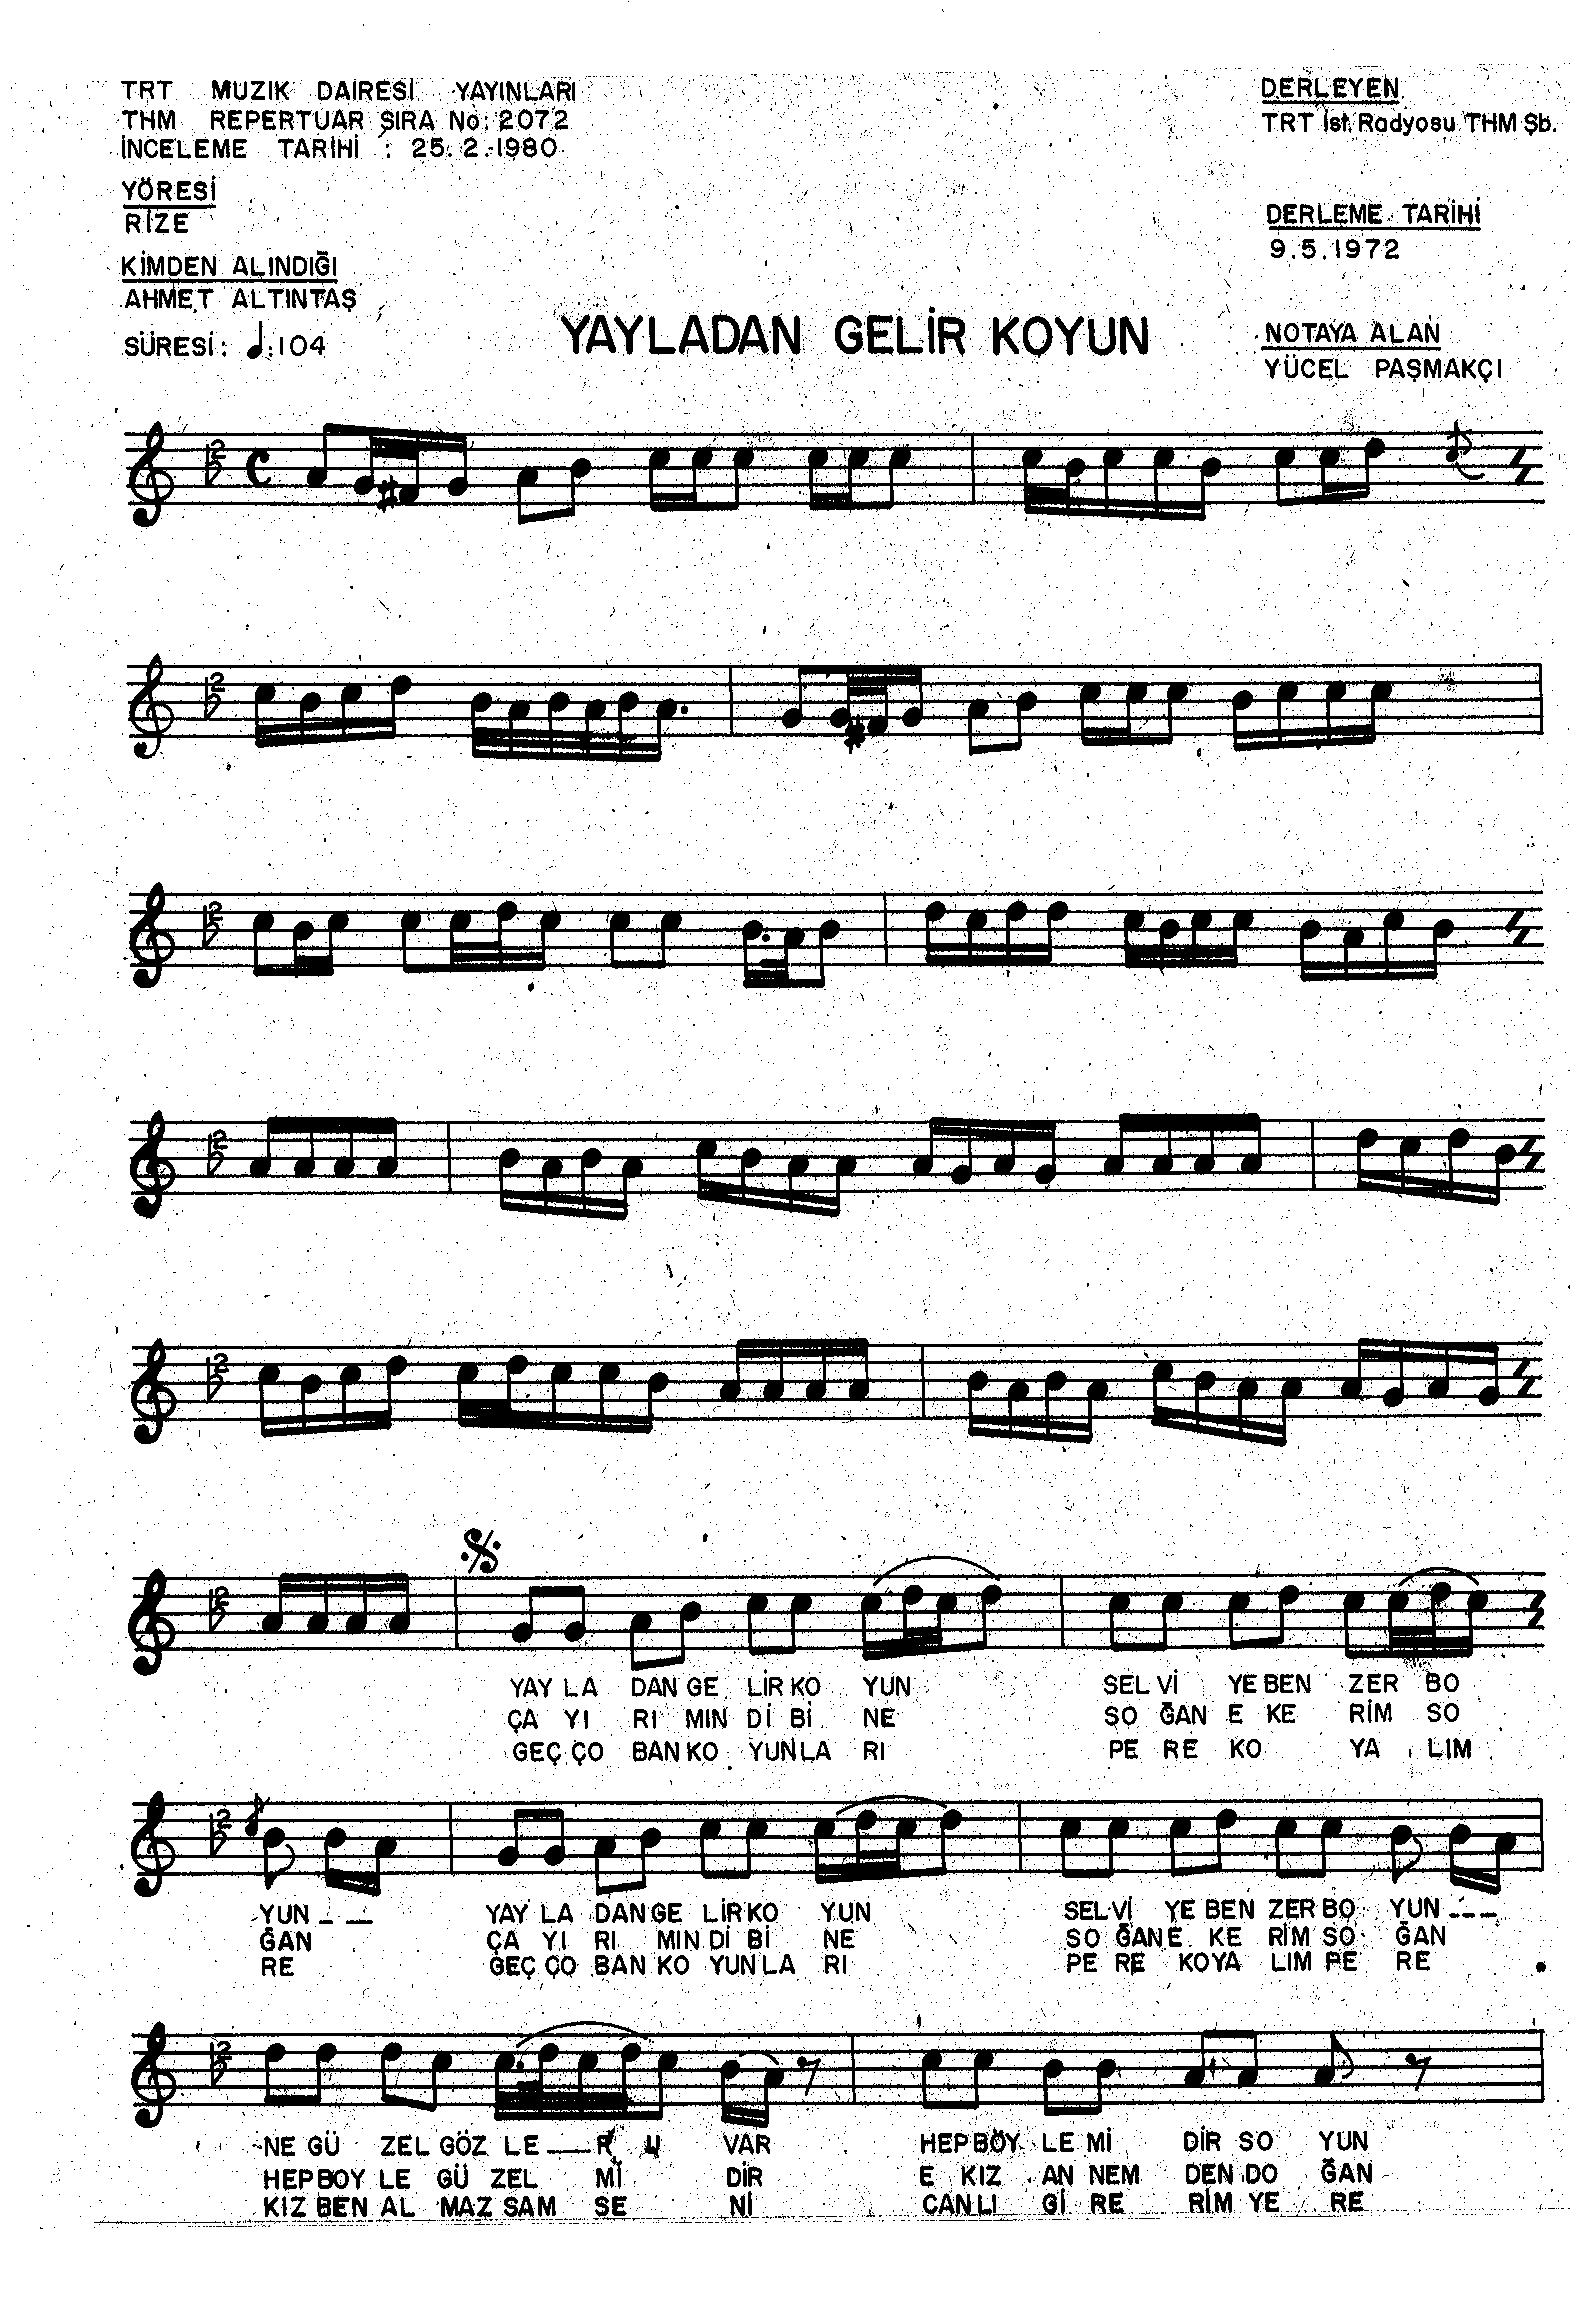 TRT MUZIK DAİRESİ YAYINLARI
THM REPERTUAR SIRA No: 2072
İNCELEME TARİHİ : 25.2.1980
DERLEYEN
TRT İst. Radyosu THM Şb.
YÖRESİ
RİZE
DERLEME TARİHİ
9.5.1972
KİMDEN ALINDIĞI
AHMET ALTINTAŞ
SÜRESİ: ♩:104
YAYLADAN GELİR KOYUN
NOTAYA ALAN
YÜCEL PAŞMAKÇI
YAY LA DAN GE LİR KO YUN SEL Vİ YE BEN ZER BO
ÇA YI RI MIN Dİ Bİ NE SO ĞAN E KE RİM SO
GEÇ ÇO BAN KO YUN LA RI PE RE KO YA LIM
YUN _ _ YAY LA DAN GE LİR KO YUN SEL Vİ YE BEN ZER BO YUN _ _ _
ĞAN ÇA YI RI MIN Dİ Bİ NE SO ĞAN E KE RİM SO ĞAN
RE GEÇ ÇO BAN KO YUN LA RI PE RE KO YA LIM PE RE
NE GÜ ZEL GÖZ LE VAR HEP BÖY LE Mİ DİR SO YUN
HEP BOY LE GÜ ZEL Mİ DİR E KIZ AN NEM DEN DO ĞAN
KIZ BEN AL MAZ SAM SE Nİ CAN LI Gİ RE RİM YE RE